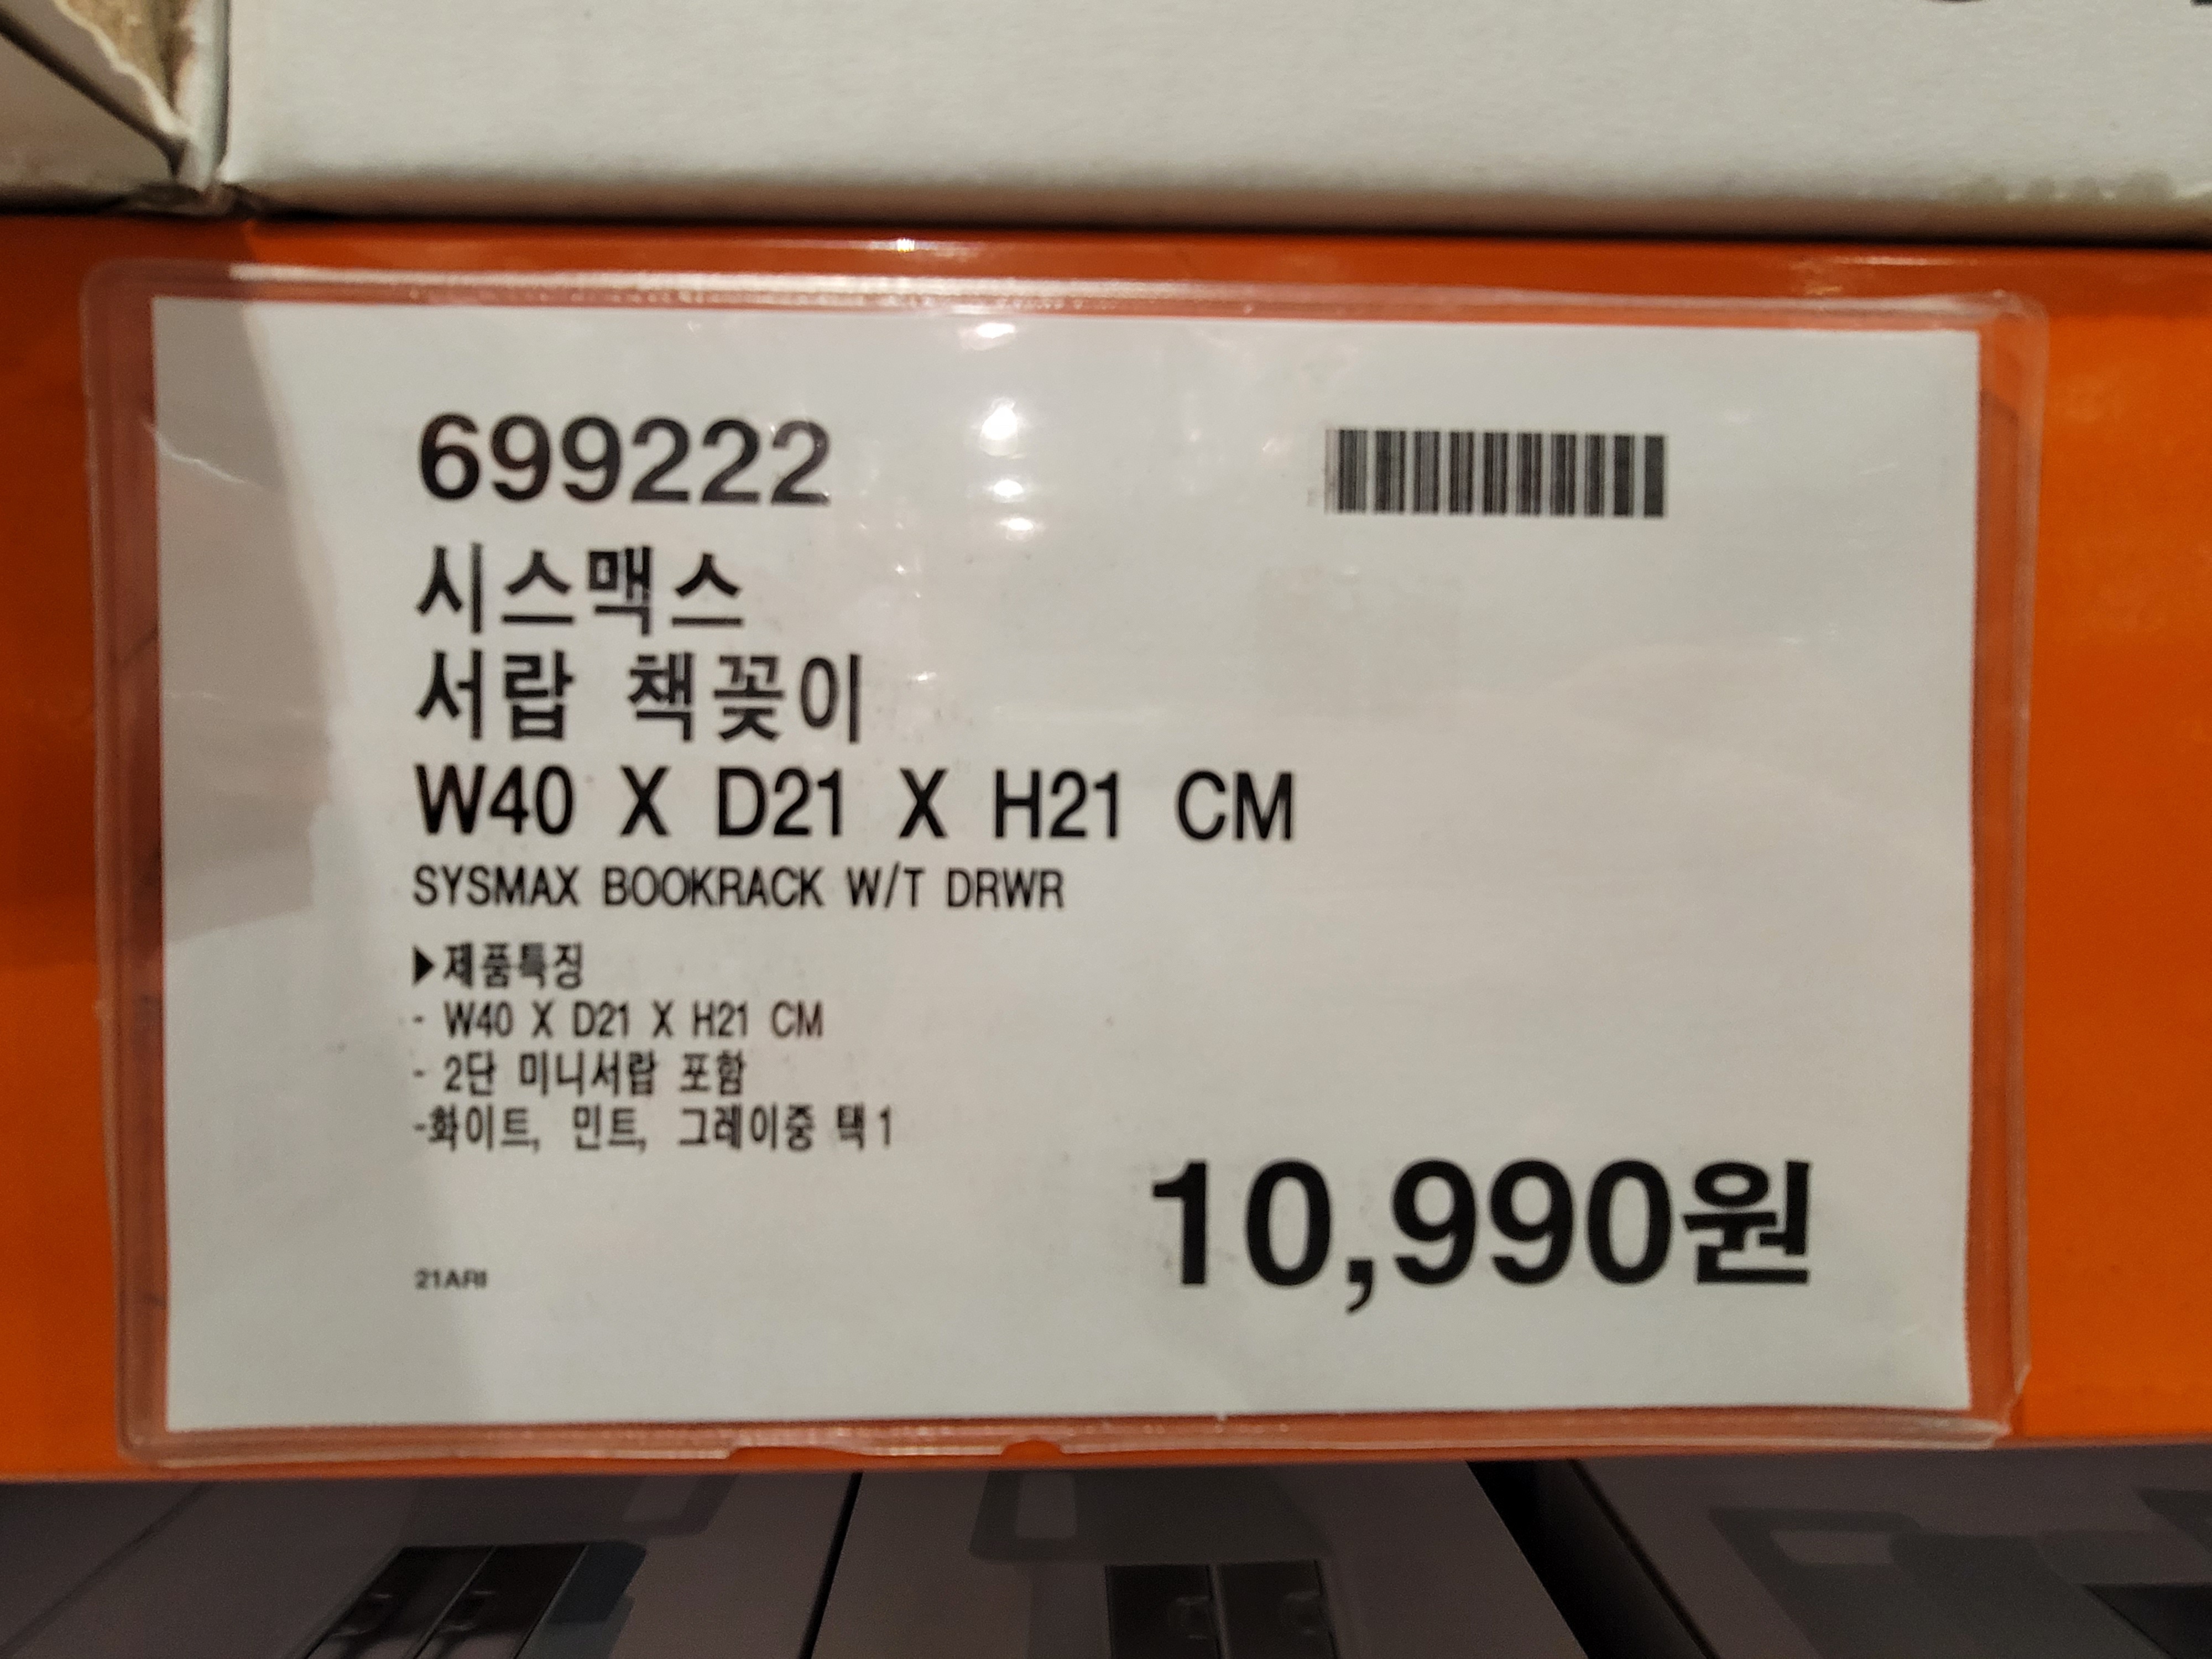 699222
시스맥스
서랍 책꽂이
W40 X D21 X H21 CM
SYSMAX BOOKRACK W/T DRWR
▶제품특징
- W40 X D21 X H21 CM
- 2단 미니서랍 포함
-화이트, 민트, 그레이중 택1
10,990원
21ARI